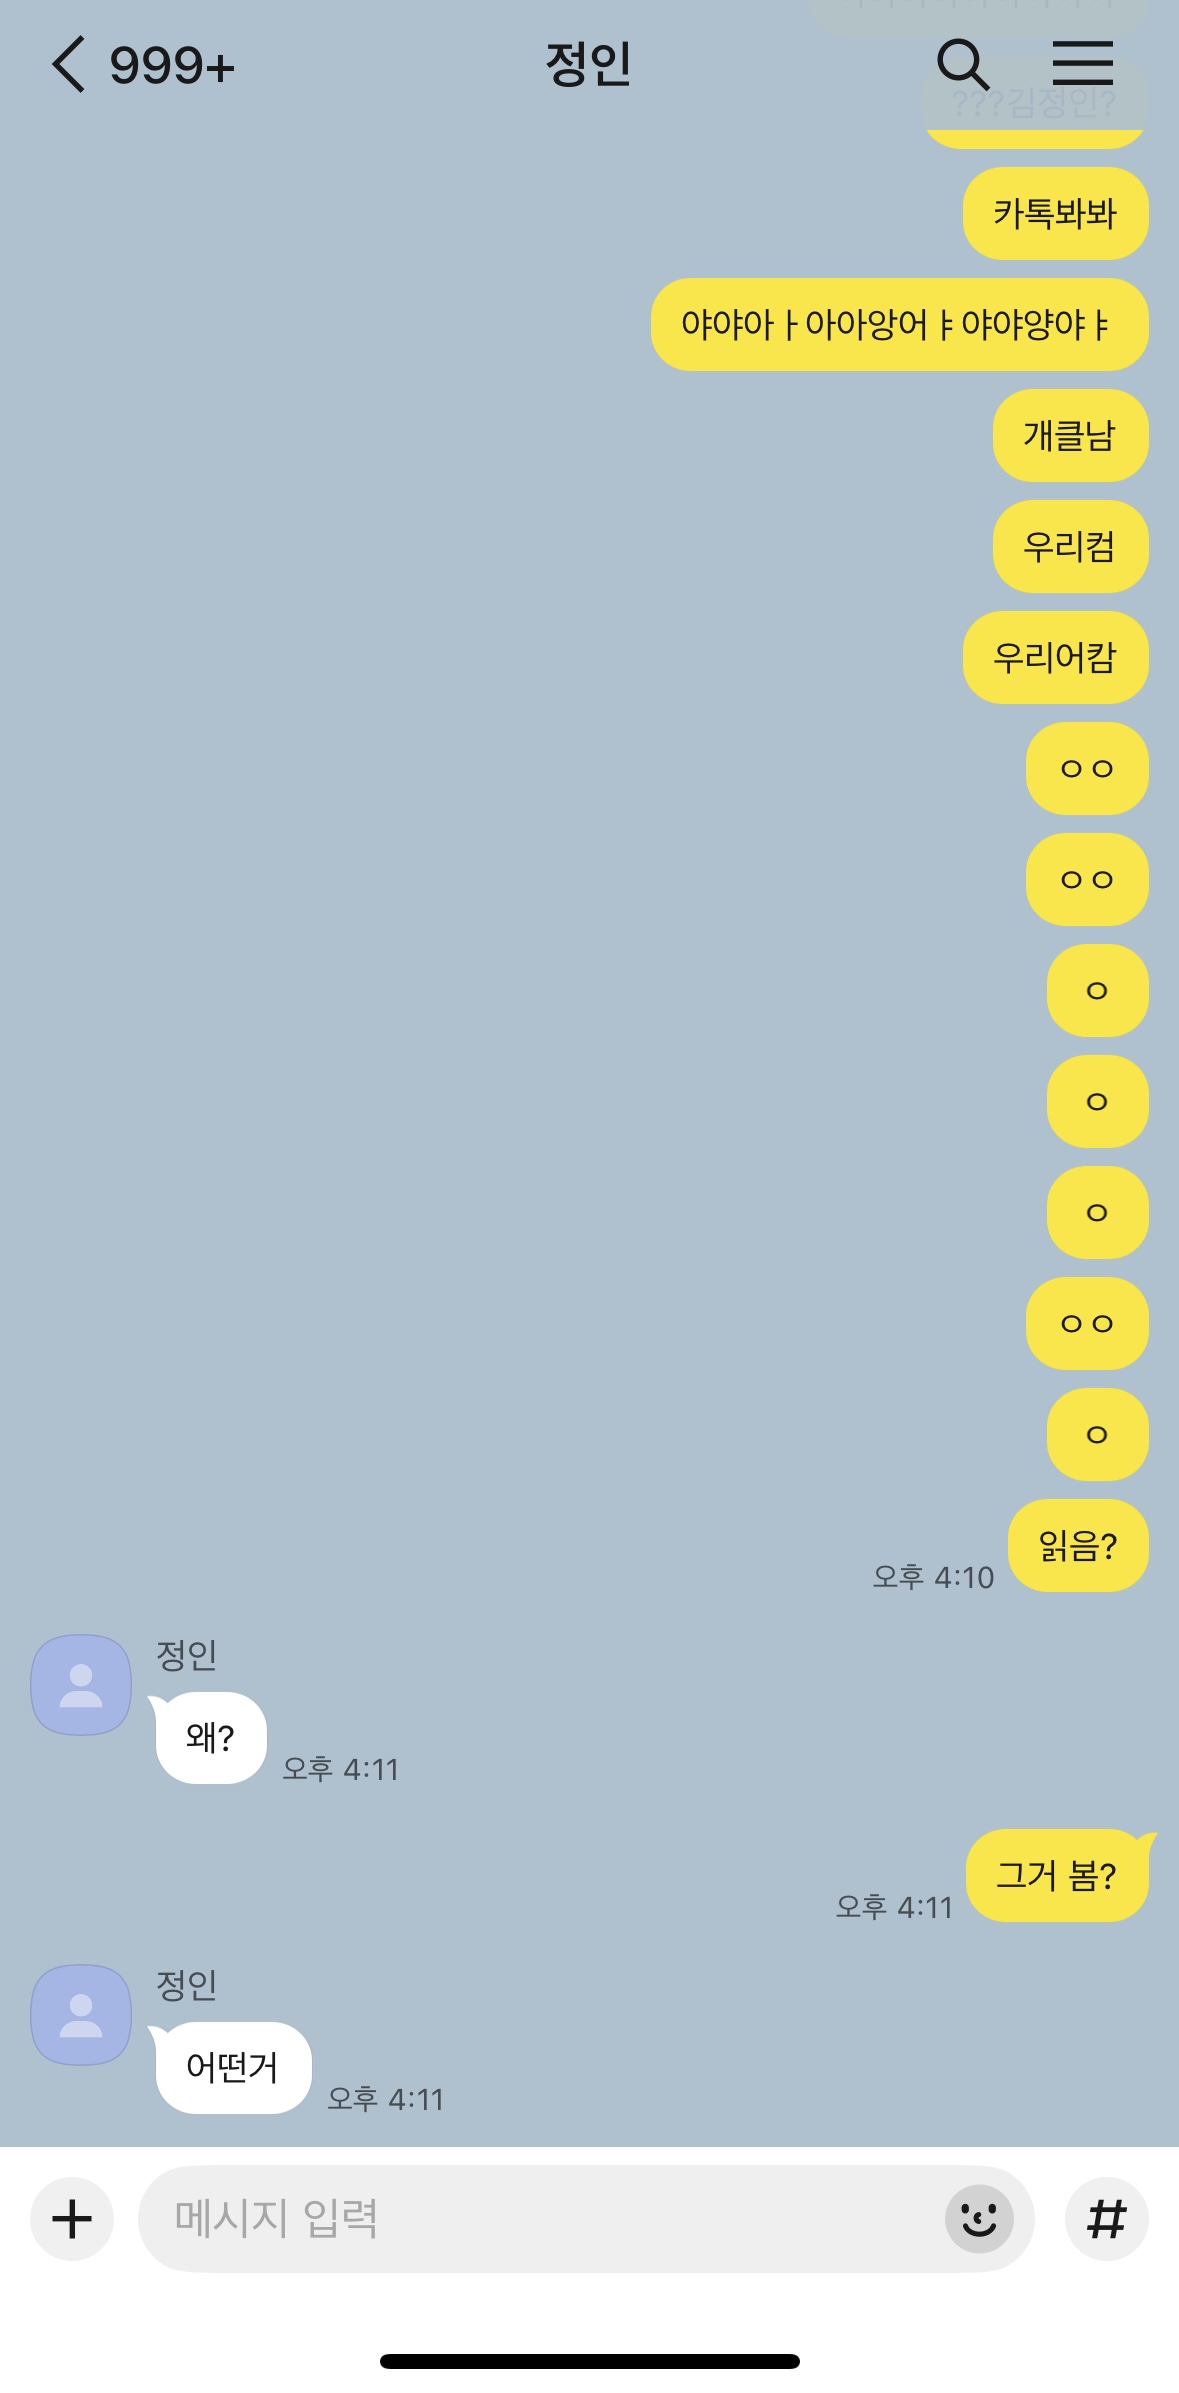 999+
정인
???김정인?
카톡봐봐
야야아ㅏ아아앙어ㅑ야야양야ㅑ
개클남
우리컴
우리어캄
ㅇㅇ
ㅇㅇ
ㅇ
ㅇ
ㅇ
ㅇㅇ
ㅇ
읽음?
오후 4:10
정인
왜?
오후 4:11
그거 봄?
오후 4:11
정인
어떤거
오후 4:11
메시지 입력
#